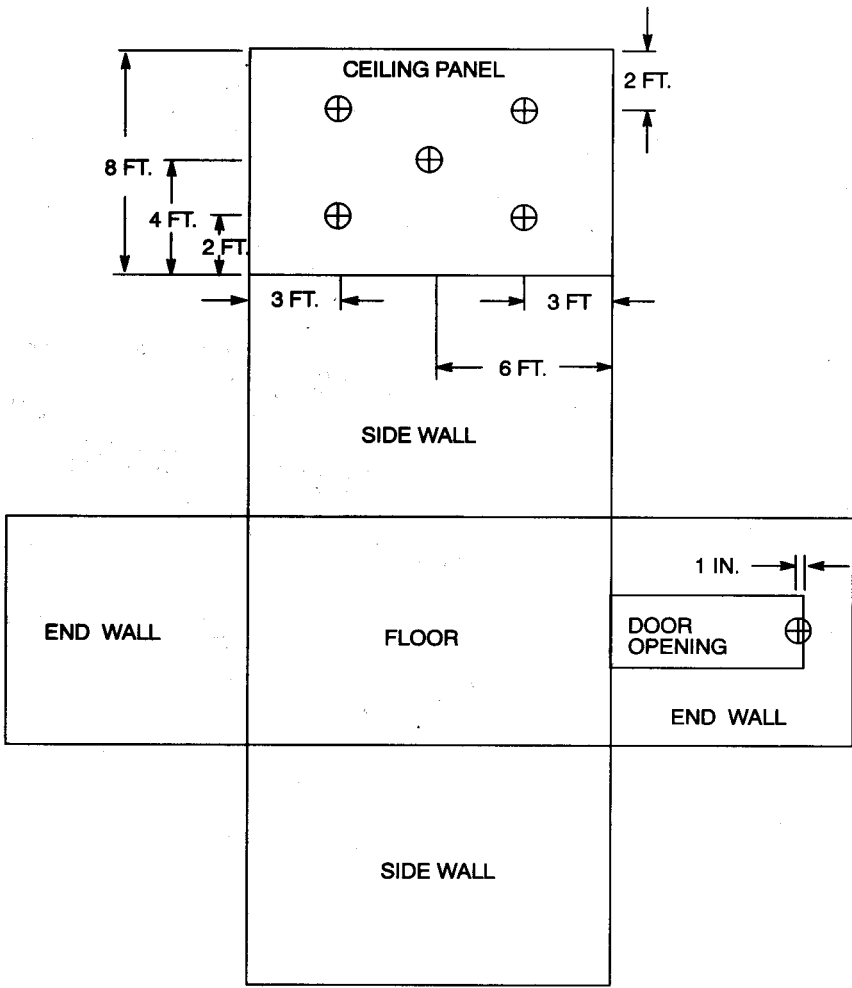 CEILING PANEL
2 FT.
8 FT.
4 FT.
2 FT.
3 FT.
3 FT
6 FT.
SIDE WALL
1 IN.
END WALL
FLOOR
DOOR
OPENING
END WALL
SIDE WALL